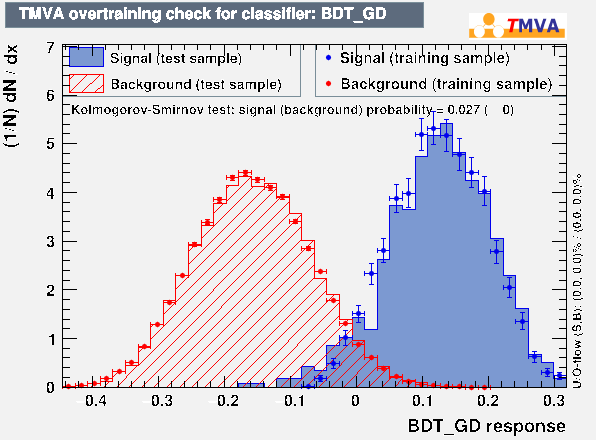 TMVA overtraining check for classifier: BDT_GD
TMVA
Signal (test sample)
Background (test sample)
Signal (training sample)
Background (training sample)
Kolmogorov-Smirnov test: signal (background) probability = 0.027 ( 0)
(1/N) dN / dx
7
6
5
4
3
2
1
0
−0.4 −0.3 −0.2 −0.1 0 0.1 0.2 0.3
BDT_GD response
U/O-flow (S,B): (0.0, 0.0)% / (0.0, 0.0)%